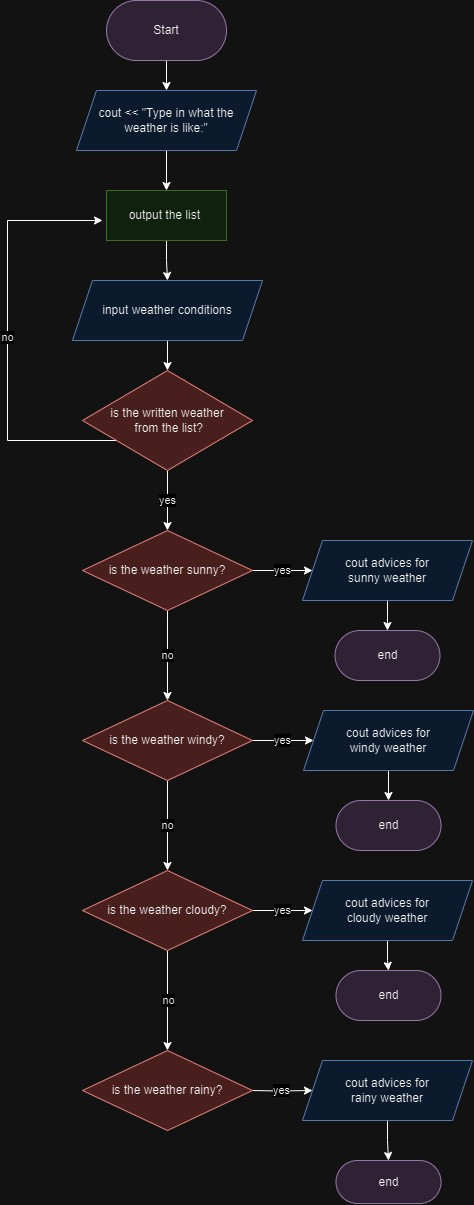 Start
cout << "Type in what the
weather is like:"
output the list
input weather conditions
no
is the written weather
from the list?
yes
is the weather sunny?
yes
cout advices for
sunny weather
end
no
is the weather windy?
yes
cout advices for
windy weather
end
no
is the weather cloudy?
yes
cout advices for
cloudy weather
end
no
is the weather rainy?
yes
cout advices for
rainy weather
end